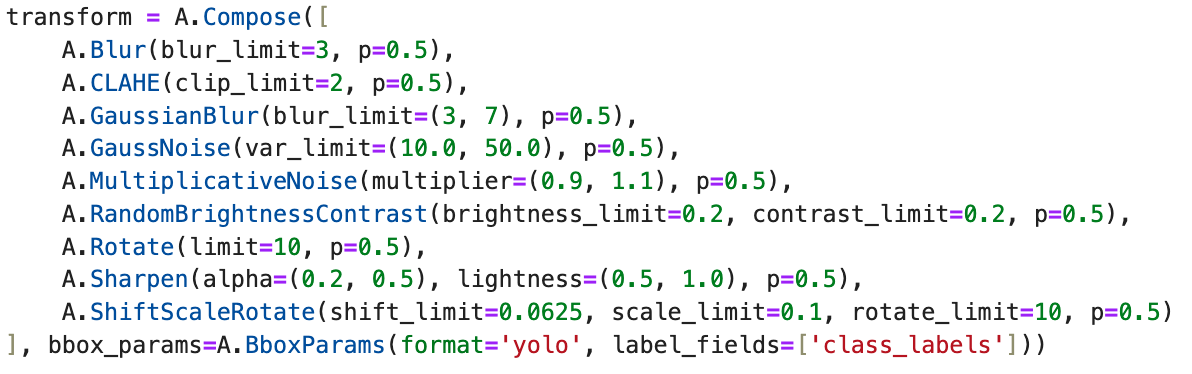 transform = A.Compose([
    A.Blur(blur_limit=3, p=0.5),
    A.CLAHE(clip_limit=2, p=0.5),
    A.GaussianBlur(blur_limit=(3, 7), p=0.5),
    A.GaussNoise(var_limit=(10.0, 50.0), p=0.5),
    A.MultiplicativeNoise(multiplier=(0.9, 1.1), p=0.5),
    A.RandomBrightnessContrast(brightness_limit=0.2, contrast_limit=0.2, p=0.5),
    A.Rotate(limit=10, p=0.5),
    A.Sharpen(alpha=(0.2, 0.5), lightness=(0.5, 1.0), p=0.5),
    A.ShiftScaleRotate(shift_limit=0.0625, scale_limit=0.1, rotate_limit=10, p=0.5)
], bbox_params=A.BboxParams(format='yolo', label_fields=['class_labels']))